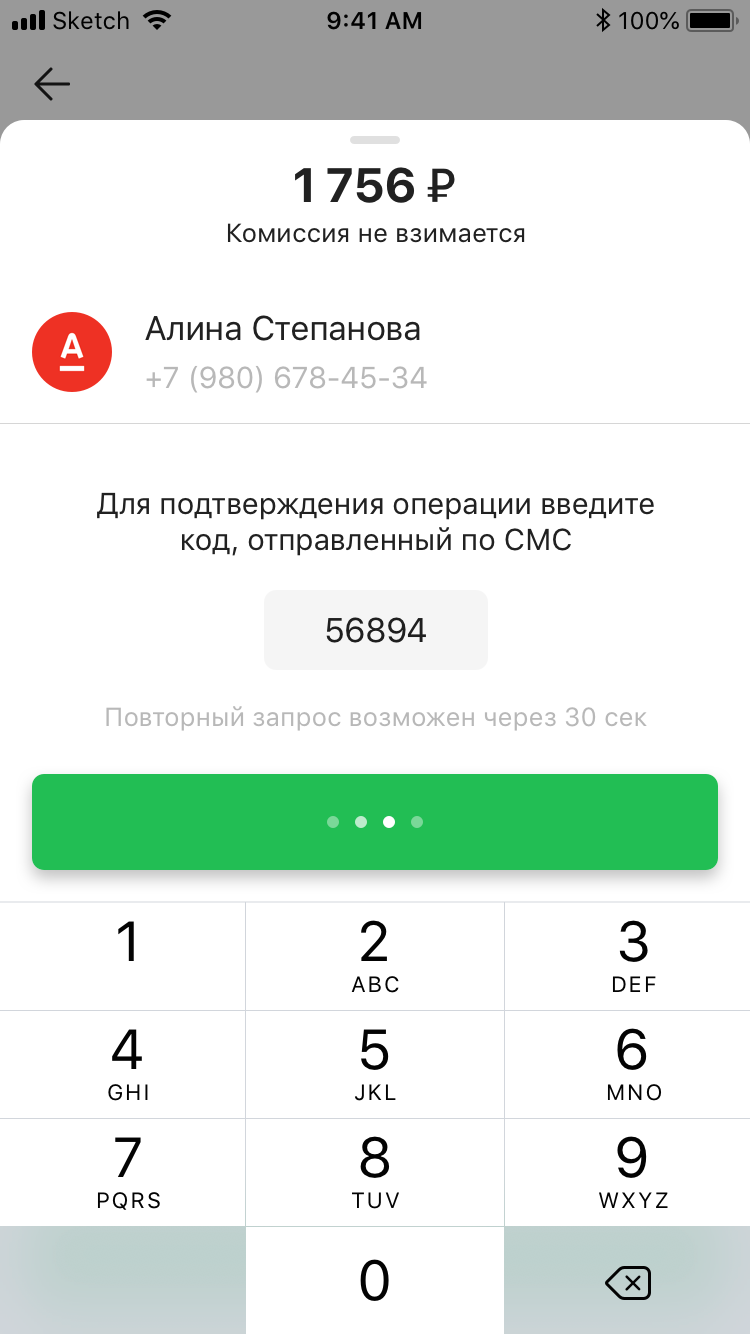 Sketch 9:41 AM 100%
1 756 ₽
Комиссия не взимается
А
Алина Степанова
+7 (980) 678-45-34
Для подтверждения операции введите
код, отправленный по СМС
56894
Повторный запрос возможен через 30 сек
1 2 3
ABC DEF
4 5 6
GHI JKL MNO
7 8 9
PQRS TUV WXYZ
0